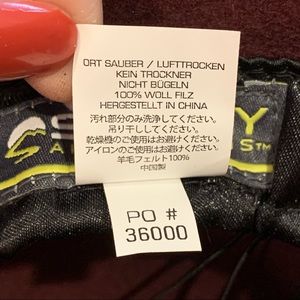 ORT SAUBER / LUFTTROCKEN
KEIN TROCKNER
NICHT BÜGELN
100% WOLL FILZ
HERGESTELLT IN CHINA
汚れ部分のみ洗浄してください。
吊り干ししてください。
乾燥機のご使用はおやめください。
アイロンのご使用はおやめください。
羊毛フェルト100%
中国製
PO #
36000